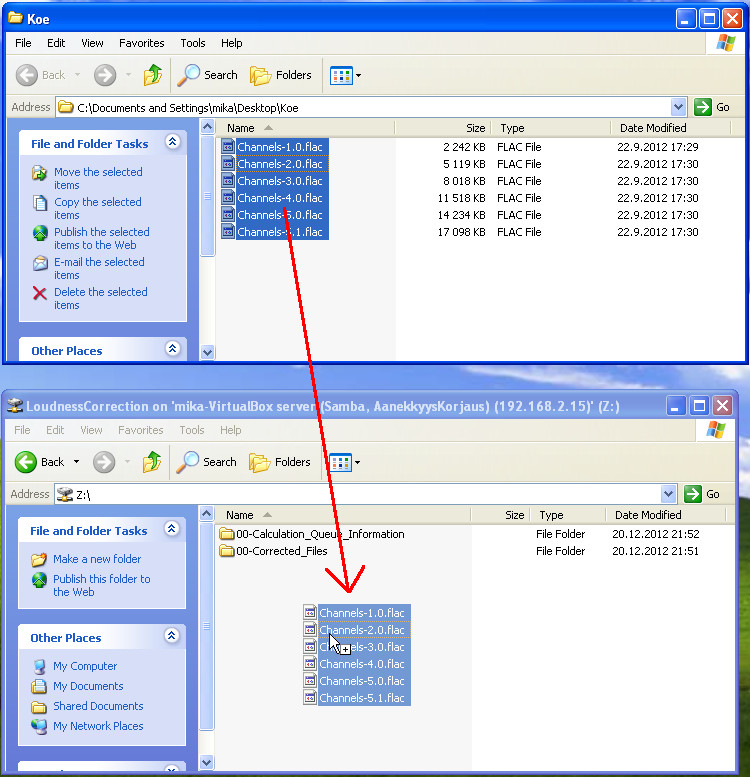 Koe
File Edit View Favorites Tools Help
Back Search Folders
Address C:\Documents and Settings\mika\Desktop\Koe Go
File and Folder Tasks
Move the selected
items
Copy the selected
items
Publish the selected
items to the Web
E-mail the selected
items
Delete the selected
items
Other Places
Name Size Type Date Modified
Channels-1.0.flac 2 242 KB FLAC File 22.9.2012 17:29
Channels-2.0.flac 5 119 KB FLAC File 22.9.2012 17:30
Channels-3.0.flac 8 018 KB FLAC File 22.9.2012 17:30
Channels-4.0.flac 11 518 KB FLAC File 22.9.2012 17:30
Channels-5.0.flac 14 234 KB FLAC File 22.9.2012 17:30
Channels-5.1.flac 17 098 KB FLAC File 22.9.2012 17:30
LoudnessCorrection on 'mika-VirtualBox server (Samba, AanekkyysKorjaus) (192.168.2.15)' (Z:)
File Edit View Favorites Tools Help
Back Search Folders
Address Z:\ Go
File and Folder Tasks
Make a new folder
Publish this folder to
the Web
Other Places
My Computer
My Documents
Shared Documents
My Network Places
Name Size Type Date Modified
00-Calculation_Queue_Information File Folder 20.12.2012 21:52
00-Corrected_Files File Folder 20.12.2012 21:51
Channels-1.0.flac
Channels-2.0.flac
Channels-3.0.flac
Channels-4.0.flac
Channels-5.0.flac
Channels-5.1.flac